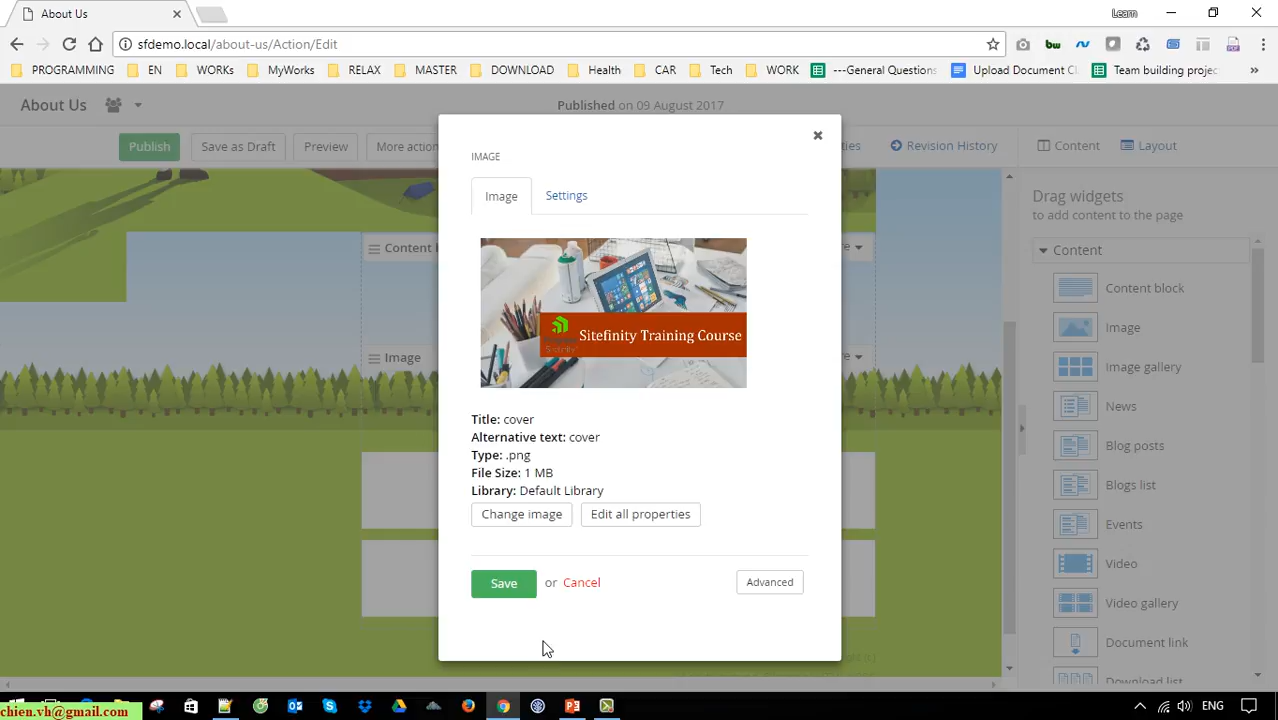 About Us
Learn
sfdemo.local/about-us/Action/Edit
PROGRAMMING
EN
WORKs
MyWorks
RELAX
MASTER
DOWNLOAD
Health
CAR
Tech
WORK
---General Questions
Upload Document Cu
Team building projec
About Us
Published on 09 August 2017
Publish
Save as Draft
Preview
More action
ties
Revision History
Content
Layout
IMAGE
Image
Settings
Sitefinity Training Course
Title: cover
Alternative text: cover
Type: .png
File Size: 1 MB
Library: Default Library
Change image
Edit all properties
Save or Cancel
Advanced
Content b
Image
Drag widgets
to add content to the page
Content
Content block
Image
Image gallery
News
Blog posts
Blogs list
Events
Video
Video gallery
Document link
Download list
chien.vh@gmail.com
ENG